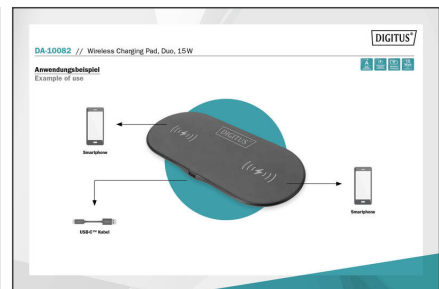 DIGITUS®
DA-10082 // Wireless Charging Pad, Duo, 15W
Anwendungsbeispiel
Example of use
Smartphone
DIGITUS®
Smartphone
USB-C™ Kabel